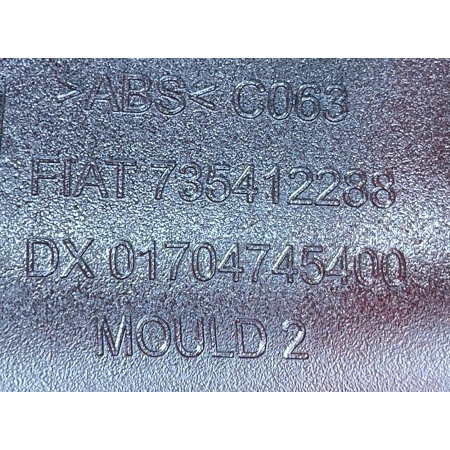 >ABS< C063
FIAT 735412288
DX 01704745400
MOULD 2